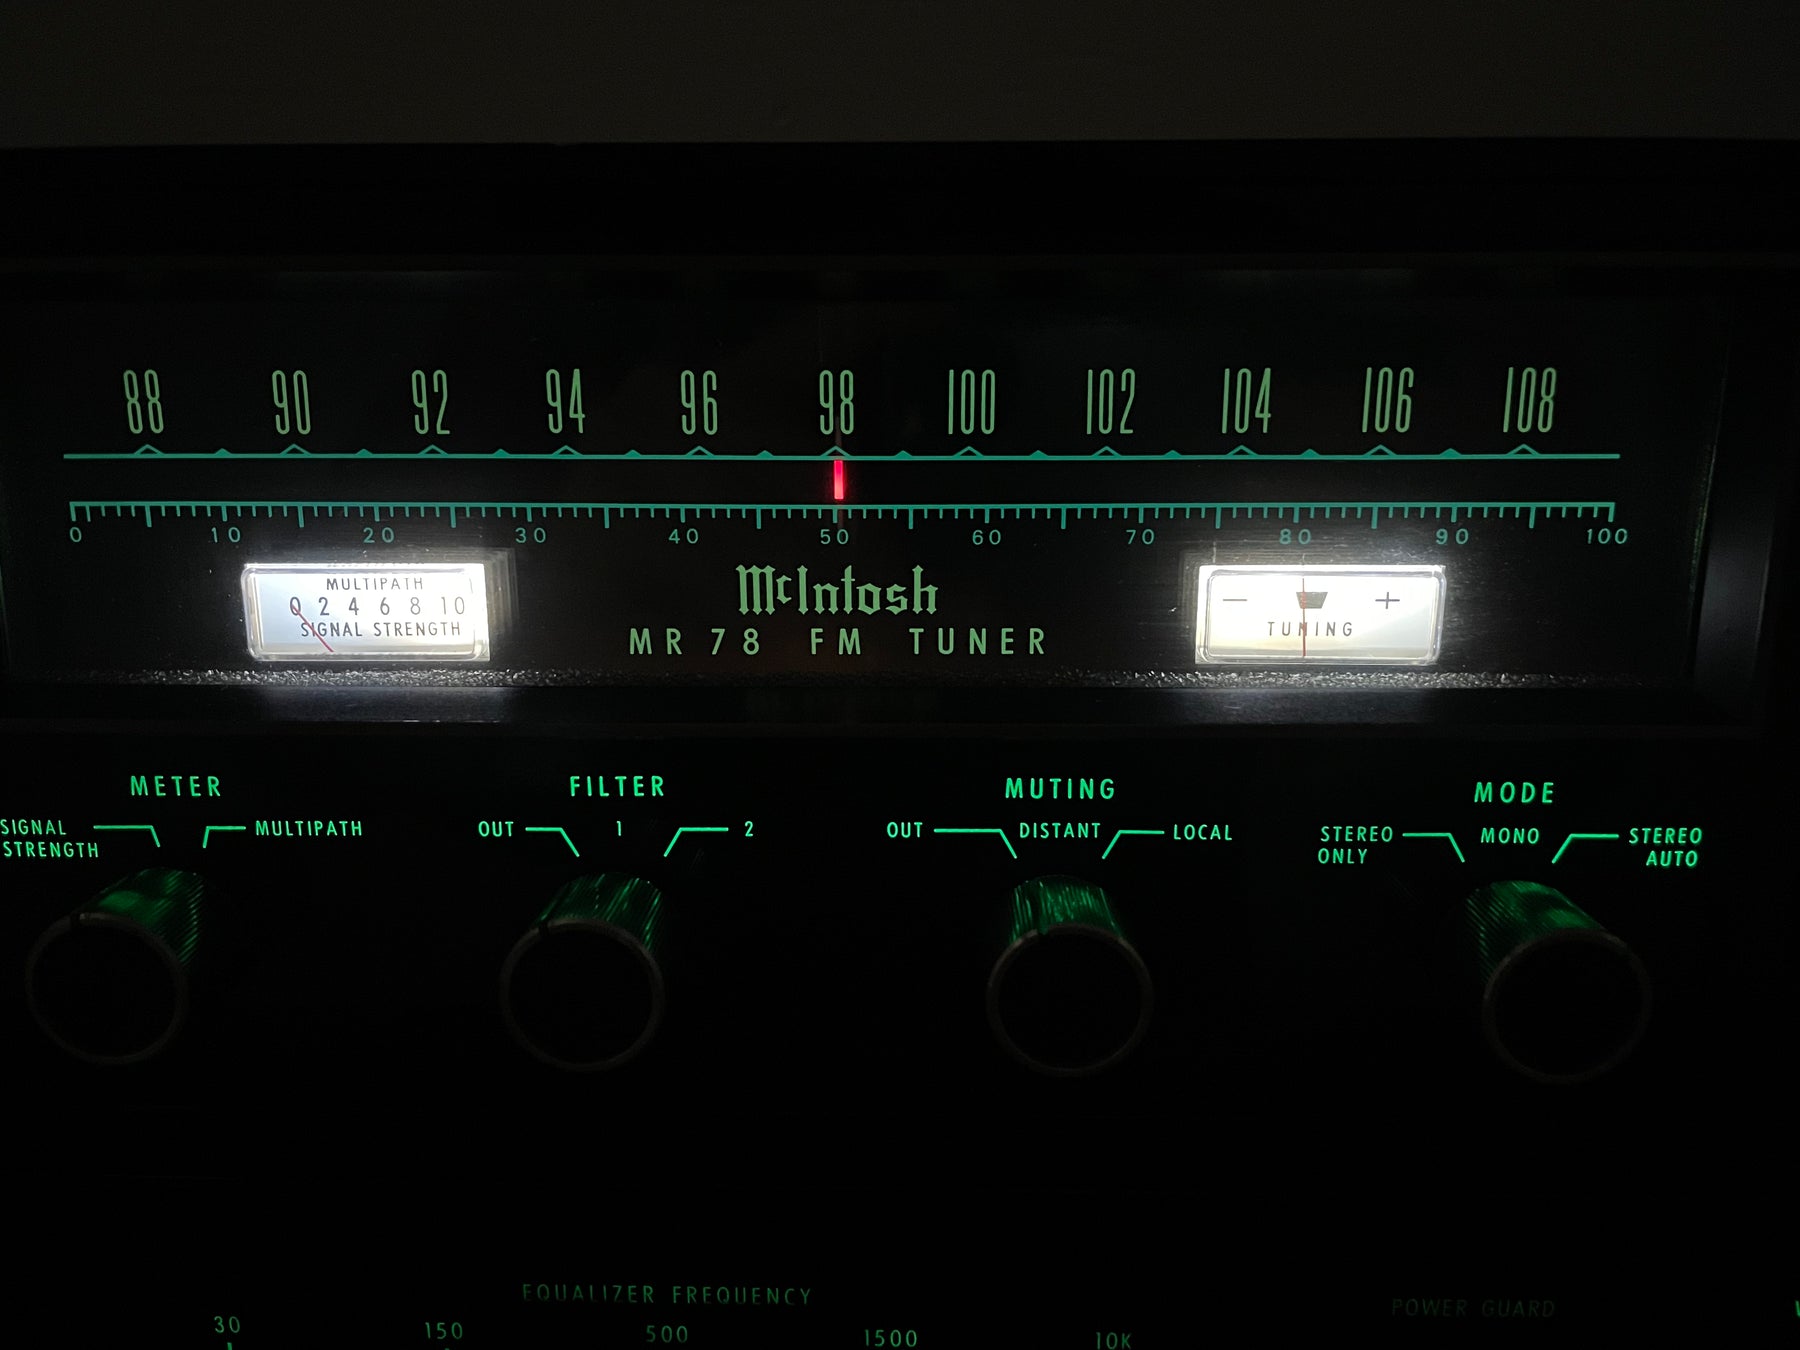 88 90 92 94 96 98 100 102 104 106 108
0 10 20 30 40 50 60 70 80 90 100
MULTIPATH
0 2 4 6 8 10
SIGNAL STRENGTH
McIntosh
MR 78 FM TUNER
− +
TUNING
METER
SIGNAL STRENGTH
MULTIPATH
FILTER
OUT 1 2
MUTING
OUT DISTANT LOCAL
MODE
STEREO ONLY
MONO
STEREO AUTO
EQUALIZER FREQUENCY
30 150 500 1500 10K
POWER GUARD